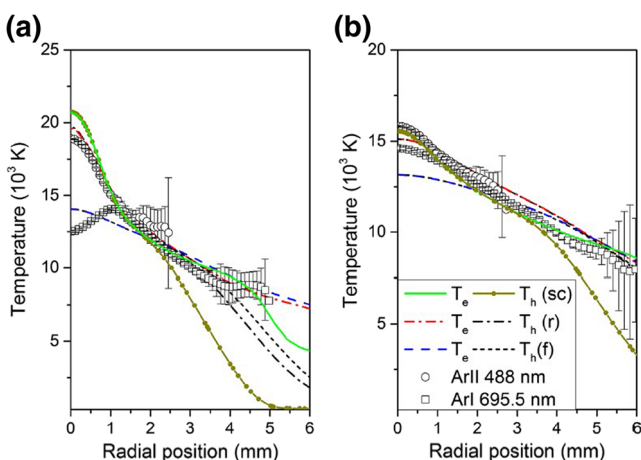 (a)
(b)
25
20
15
10
5
Temperature (10³ K)
0 1 2 3 4 5 6
Radial position (mm)
20
15
10
5
Temperature (10³ K)
Tₑ Tₕ (sc)
Tₑ Tₕ (r)
Tₑ Tₕ(f)
ArII 488 nm
ArI 695.5 nm
0 1 2 3 4 5 6
Radial position (mm)